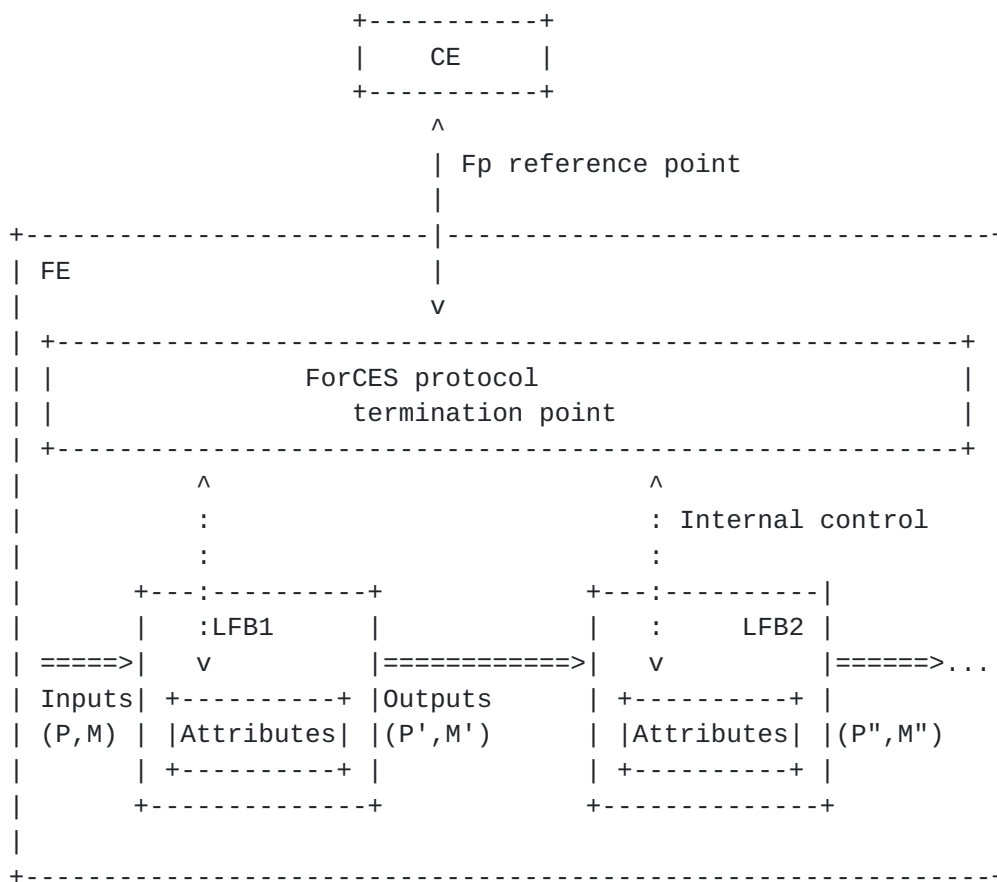 CE
Fp reference point
FE
ForCES protocol
termination point
Internal control
LFB1 LFB2
Inputs Outputs
(P,M) Attributes (P',M') Attributes (P",M")